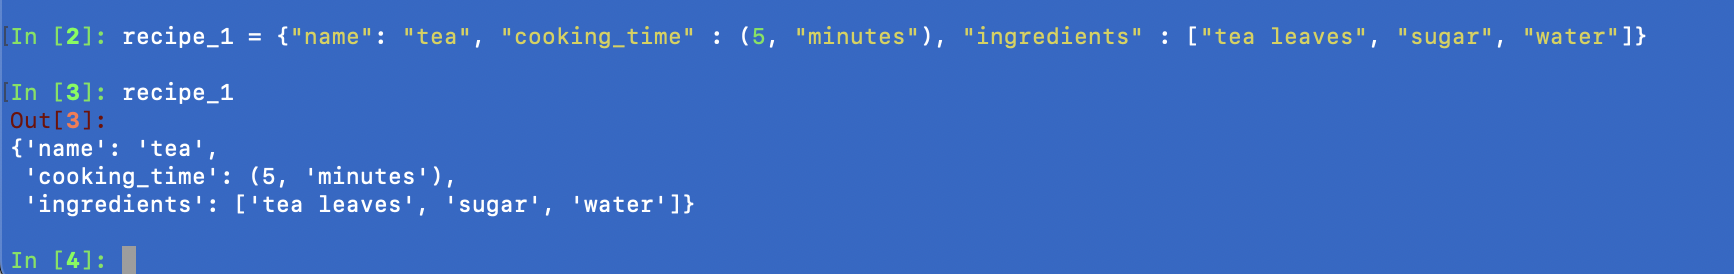 [In [2]: recipe_1 = {"name": "tea", "cooking_time" : (5, "minutes"), "ingredients" : ["tea leaves", "sugar", "water"]}
[In [3]: recipe_1
Out[3]:
{'name': 'tea',
 'cooking_time': (5, 'minutes'),
 'ingredients': ['tea leaves', 'sugar', 'water']}
In [4]: